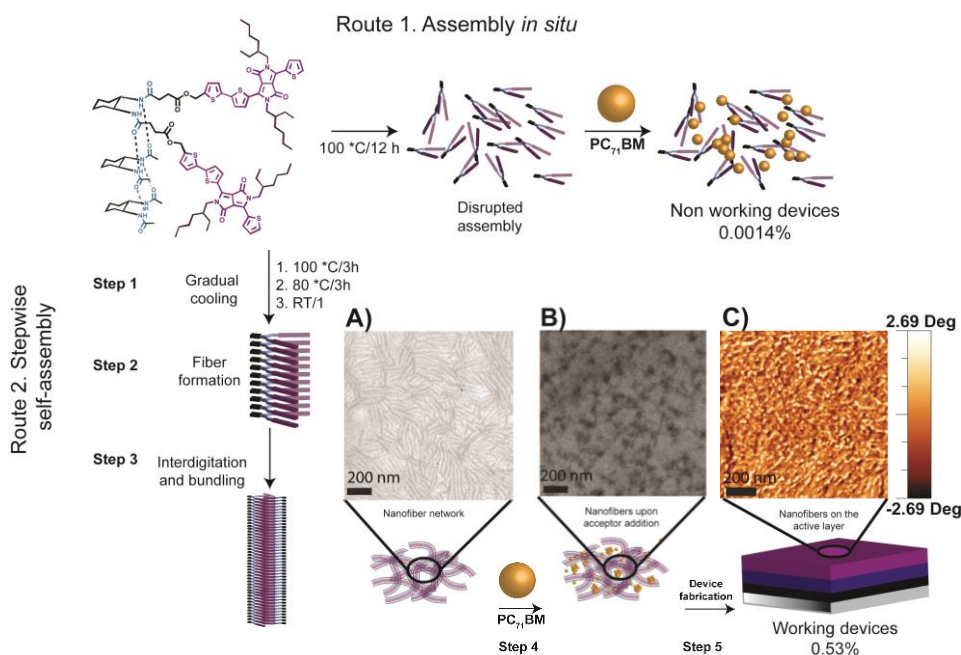 Route 1. Assembly in situ
100 °C/12 h
PC71BM
Disrupted
assembly
Non working devices
0.0014%
Route 2. Stepwise
self-assembly
Step 1
Gradual
cooling
1. 100 °C/3h
2. 80 °C/3h
3. RT/1
Step 2
Fiber
formation
Step 3
Interdigitation
and bundling
A)
200 nm
Nanofiber network
PC71BM
Step 4
B)
200 nm
Nanofibers upon
acceptor addition
Device
fabrication
Step 5
C)
200 nm
2.69 Deg
-2.69 Deg
Nanofibers on the
active layer
Working devices
0.53%